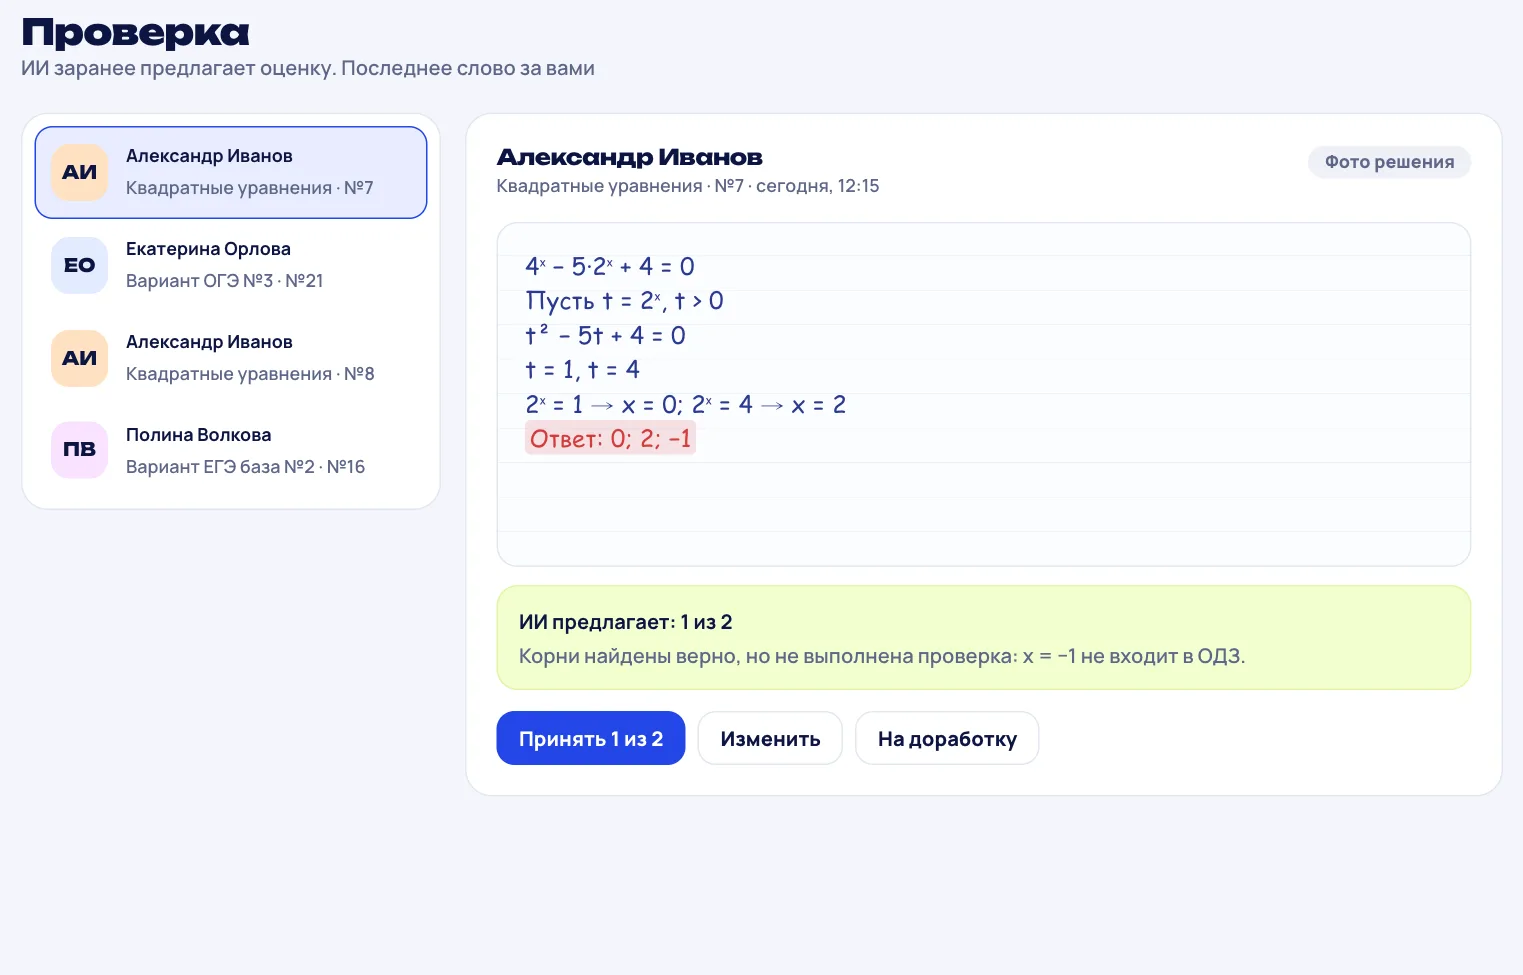 Проверка
ИИ заранее предлагает оценку. Последнее слово за вами
АИ
Александр Иванов
Квадратные уравнения · №7
ЕО
Екатерина Орлова
Вариант ОГЭ №3 · №21
АИ
Александр Иванов
Квадратные уравнения · №8
ПВ
Полина Волкова
Вариант ЕГЭ база №2 · №16
Александр Иванов
Квадратные уравнения · №7 · сегодня, 12:15
Фото решения
4ˣ − 5·2ˣ + 4 = 0
Пусть t = 2ˣ, t > 0
t² − 5t + 4 = 0
t = 1, t = 4
2ˣ = 1 → x = 0; 2ˣ = 4 → x = 2
Ответ: 0; 2; −1
ИИ предлагает: 1 из 2
Корни найдены верно, но не выполнена проверка: x = −1 не входит в ОДЗ.
Принять 1 из 2
Изменить
На доработку